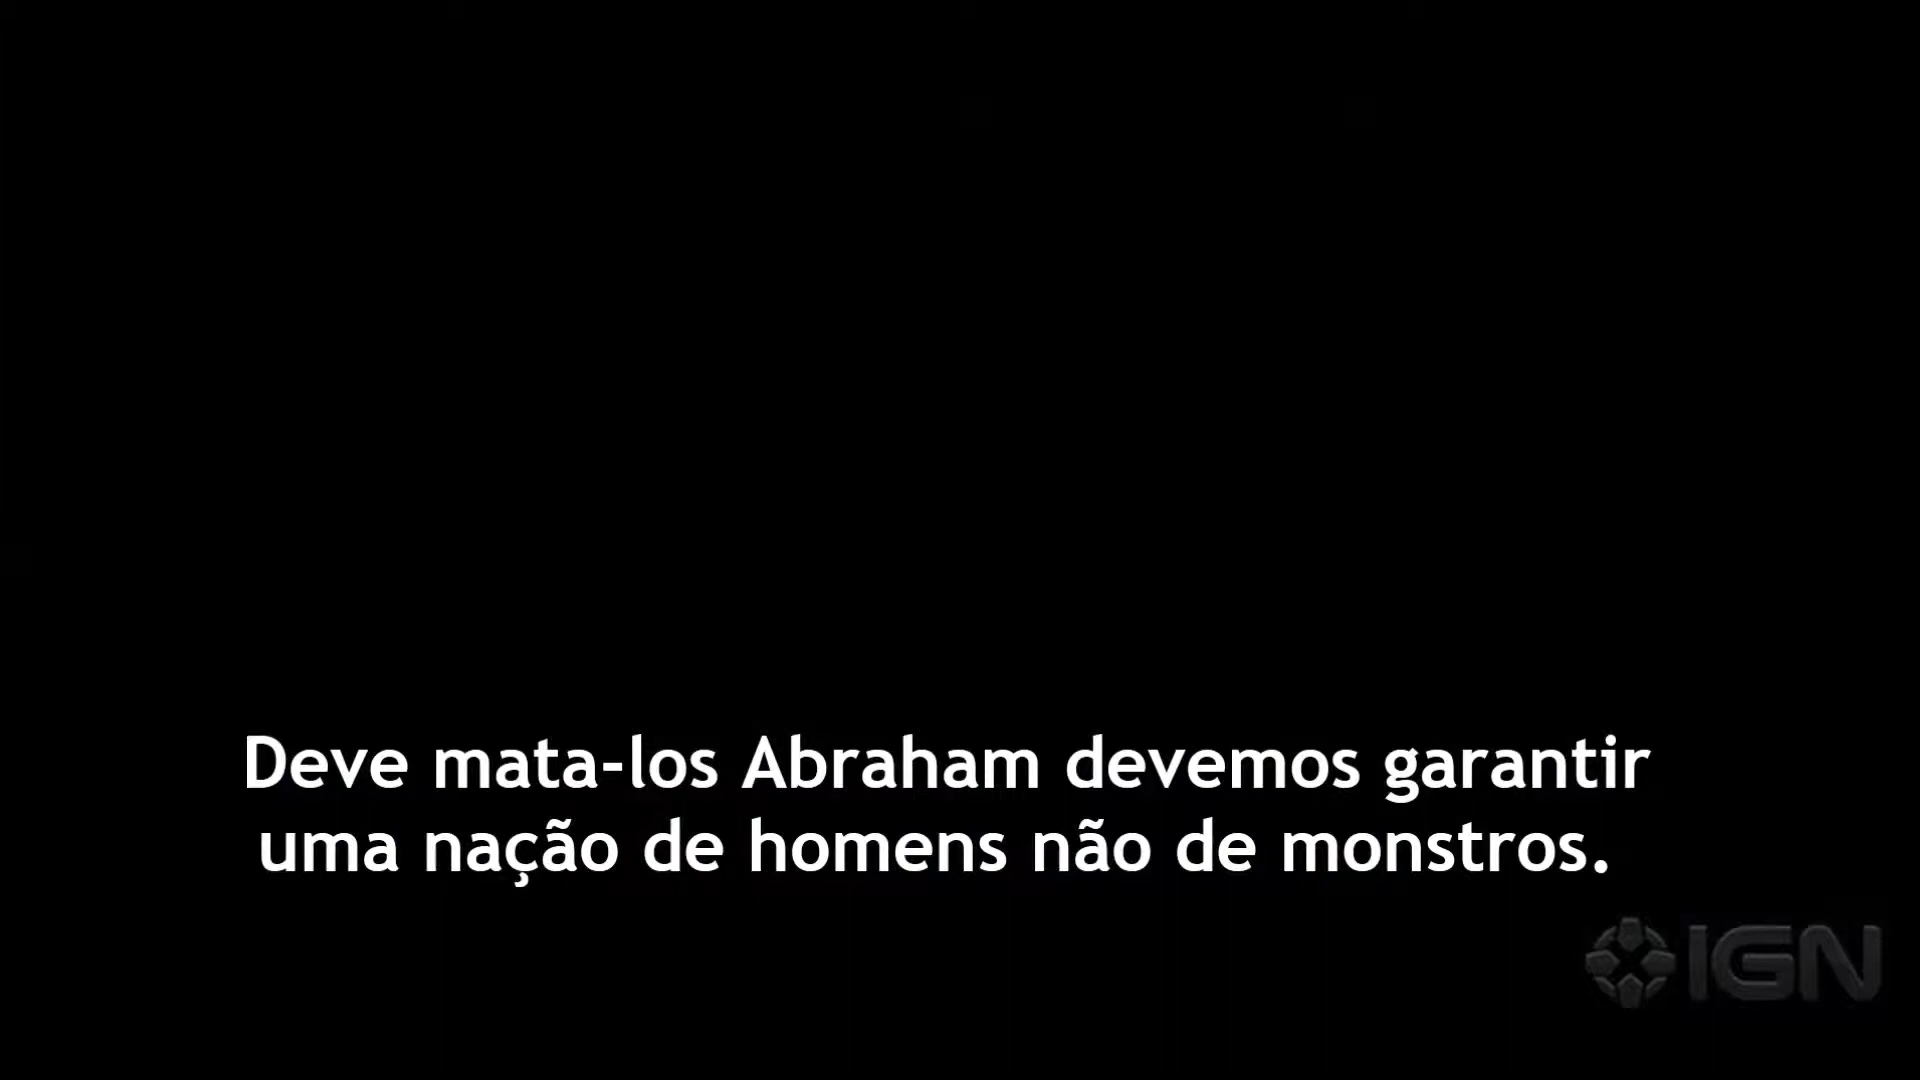 Deve mata-los Abraham devemos garantir
uma nação de homens não de monstros.
IGN